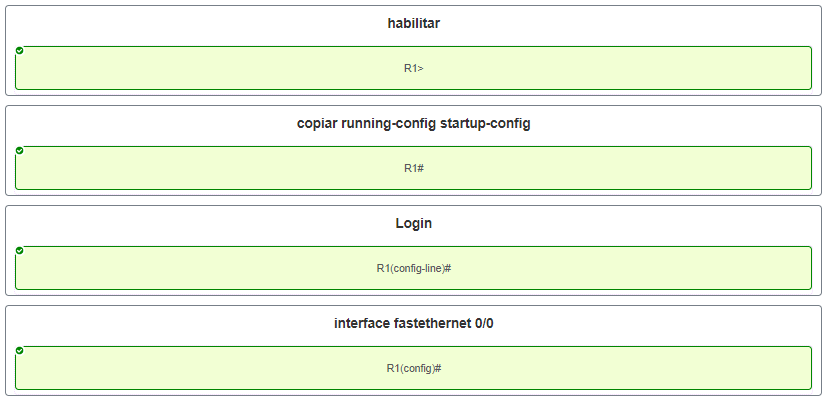 habilitar
R1>
copiar running-config startup-config
R1#
Login
R1(config-line)#
interface fastethernet 0/0
R1(config)#